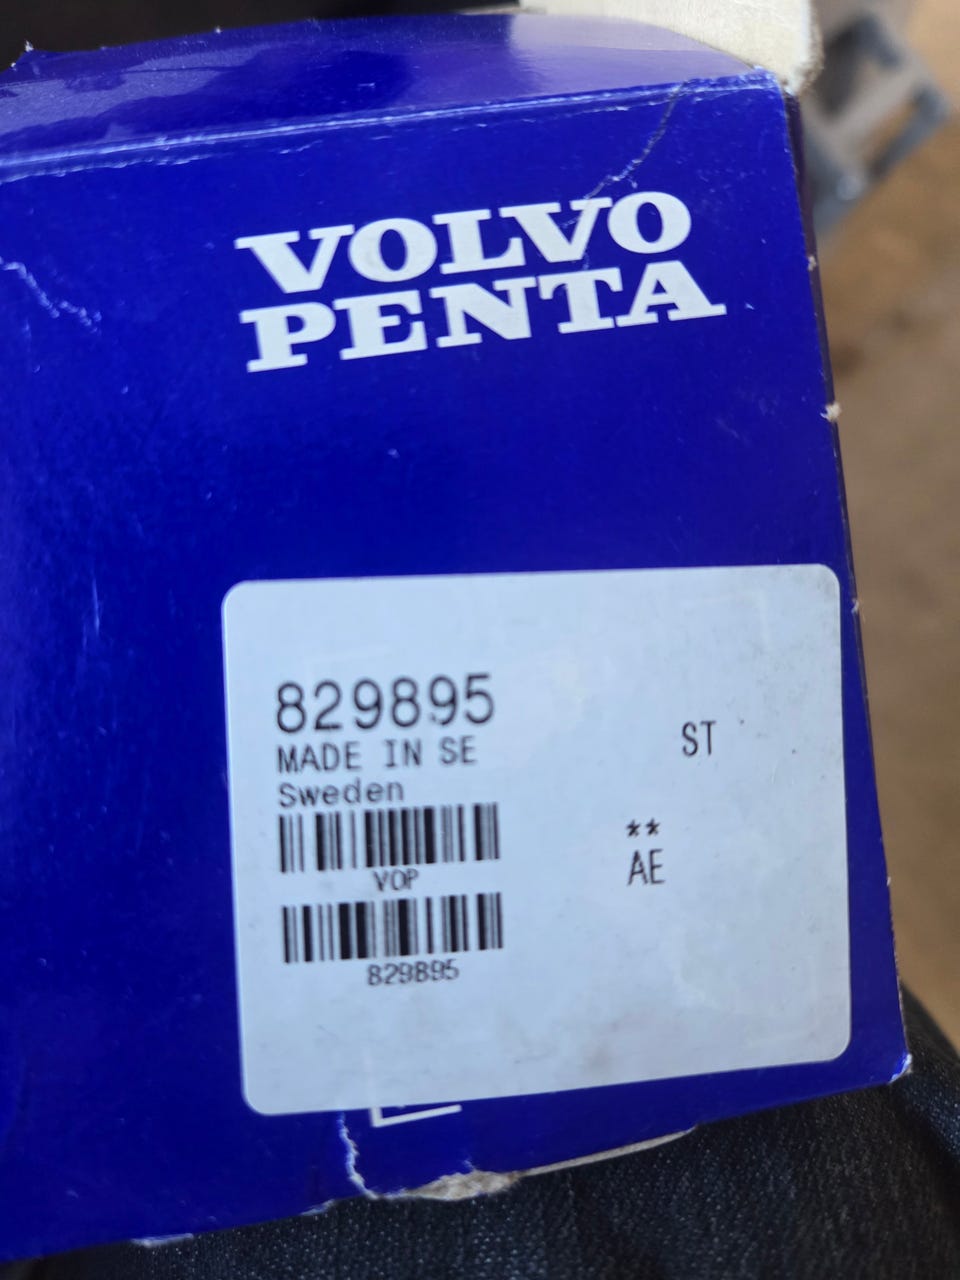 VOLVO
PENTA
829895
MADE IN SE
Sweden
ST
VOP
**
AE
829895